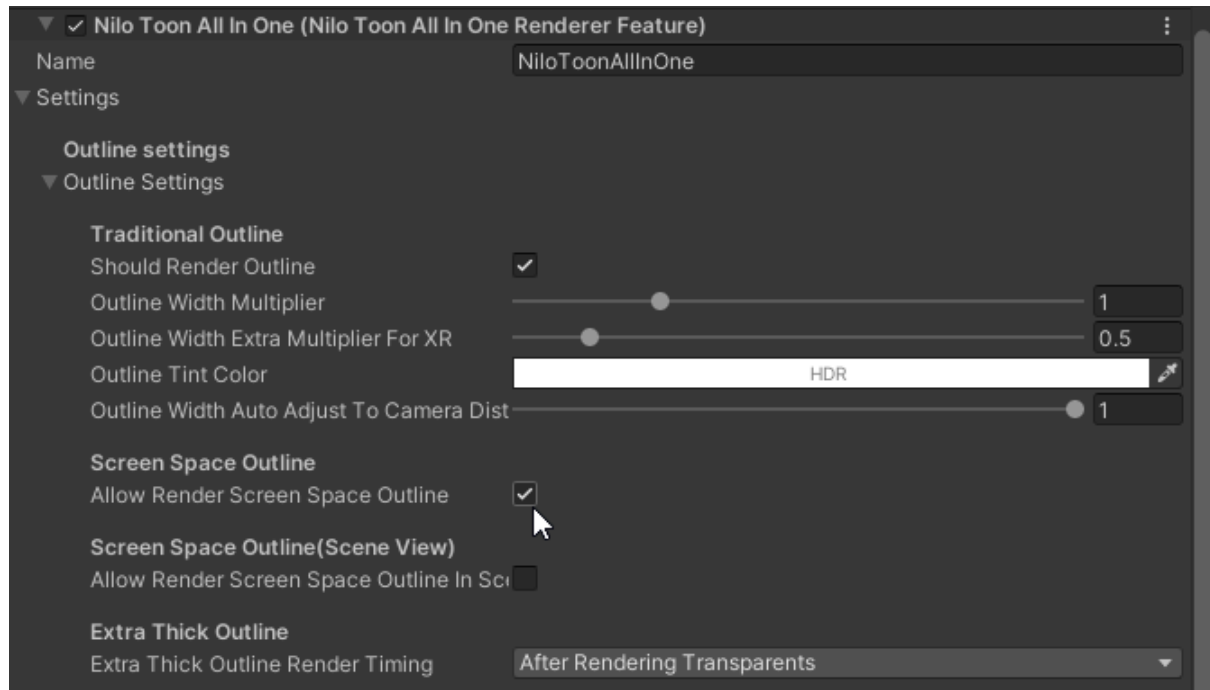 Nilo Toon All In One (Nilo Toon All In One Renderer Feature)
Name NiloToonAllInOne
Settings
Outline settings
Outline Settings
Traditional Outline
Should Render Outline
Outline Width Multiplier 1
Outline Width Extra Multiplier For XR 0.5
Outline Tint Color HDR
Outline Width Auto Adjust To Camera Dist 1
Screen Space Outline
Allow Render Screen Space Outline
Screen Space Outline(Scene View)
Allow Render Screen Space Outline In Sc
Extra Thick Outline
Extra Thick Outline Render Timing After Rendering Transparents